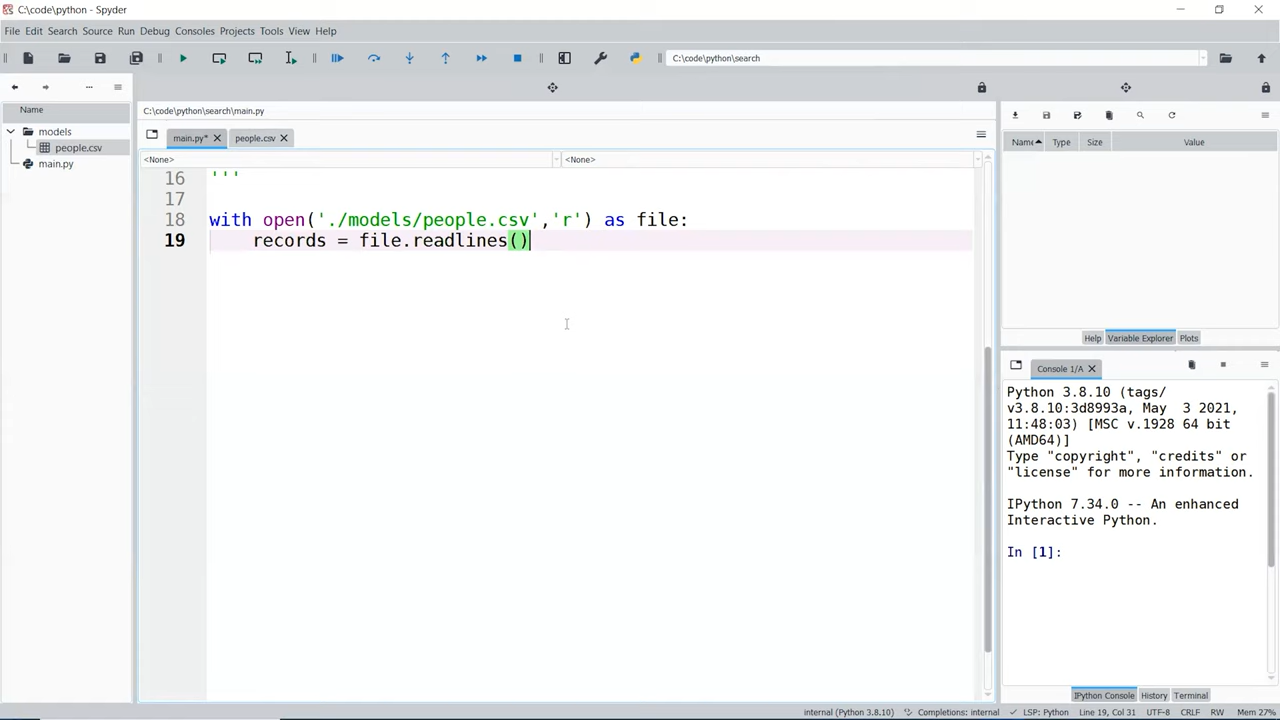 C:\code\python - Spyder
File Edit Search Source Run Debug Consoles Projects Tools View Help
C:\code\python\search
C:\code\python\search\main.py
Name
models
people.csv
main.py
main.py*
people.csv
<None>
<None>
16 '''
17
18 with open('./models/people.csv','r') as file:
19 records = file.readlines()
Name Type Size Value
Help Variable Explorer Plots
Console 1/A
Python 3.8.10 (tags/
v3.8.10:3d8993a, May 3 2021,
11:48:03) [MSC v.1928 64 bit
(AMD64)]
Type "copyright", "credits" or
"license" for more information.
IPython 7.34.0 -- An enhanced
Interactive Python.
In [1]:
IPython Console History Terminal
internal (Python 3.8.10) Completions: internal LSP: Python Line 19, Col 31 UTF-8 CRLF RW Mem 27%